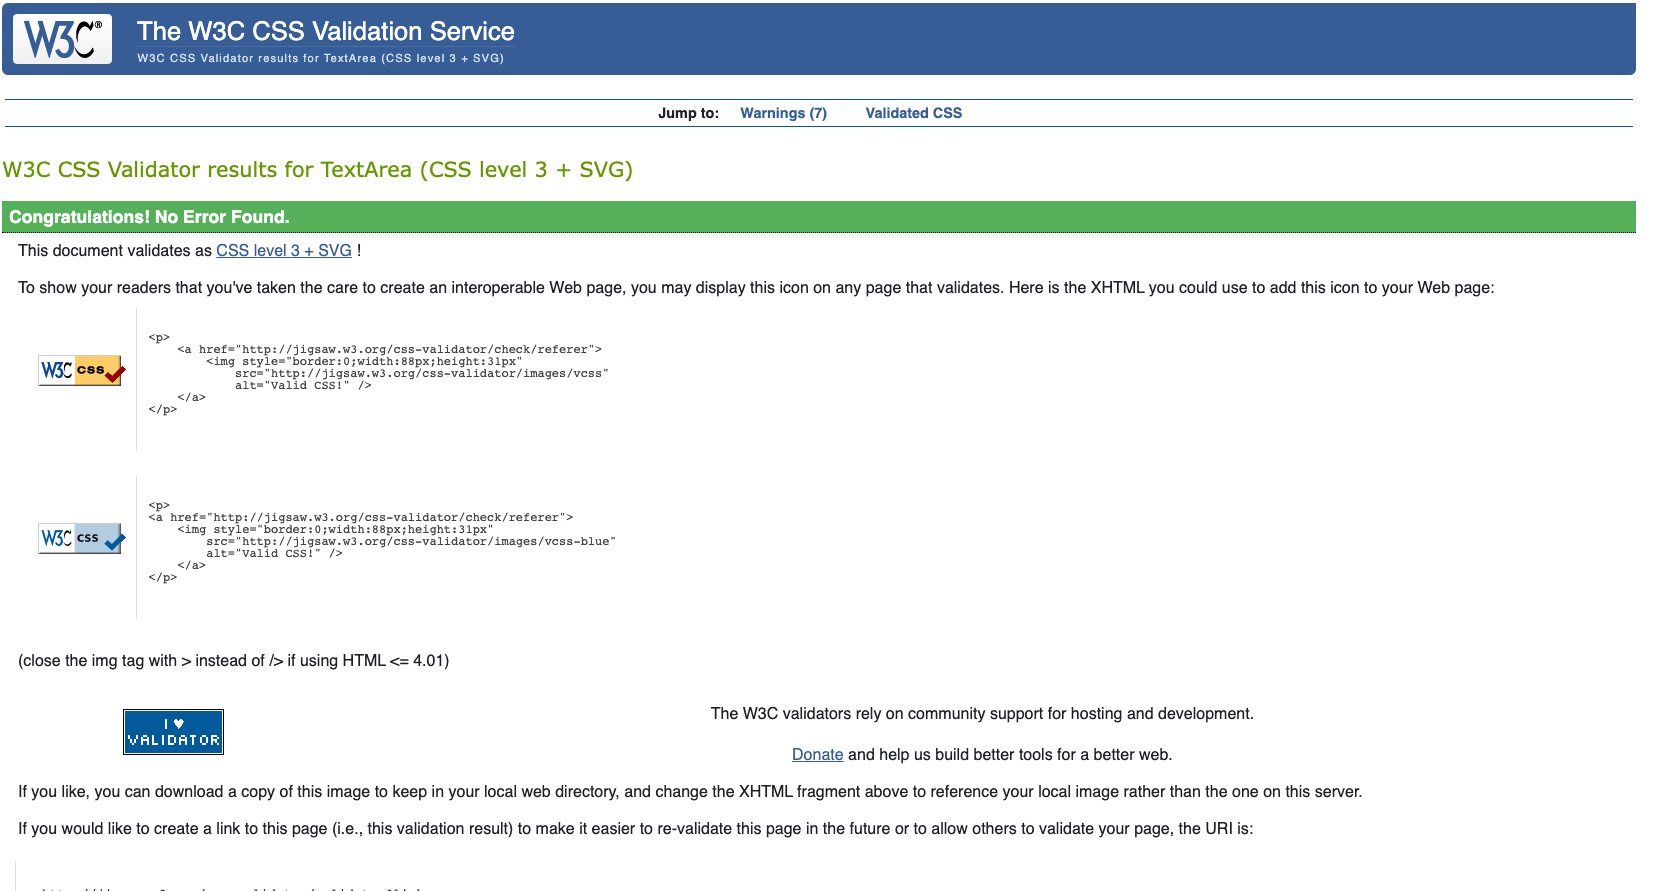 W3C®
The W3C CSS Validation Service
W3C CSS Validator results for TextArea (CSS level 3 + SVG)
Jump to: Warnings (7) Validated CSS
W3C CSS Validator results for TextArea (CSS level 3 + SVG)
Congratulations! No Error Found.
This document validates as CSS level 3 + SVG !
To show your readers that you've taken the care to create an interoperable Web page, you may display this icon on any page that validates. Here is the XHTML you could use to add this icon to your Web page:
W3C css
<p>
<a href="http://jigsaw.w3.org/css-validator/check/referer">
<img style="border:0;width:88px;height:31px"
src="http://jigsaw.w3.org/css-validator/images/vcss"
alt="Valid CSS!" />
</a>
</p>
W3C css
<p>
<a href="http://jigsaw.w3.org/css-validator/check/referer">
<img style="border:0;width:88px;height:31px"
src="http://jigsaw.w3.org/css-validator/images/vcss-blue"
alt="Valid CSS!" />
</a>
</p>
(close the img tag with > instead of /> if using HTML <= 4.01)
I ♥
VALIDATOR
The W3C validators rely on community support for hosting and development.
Donate and help us build better tools for a better web.
If you like, you can download a copy of this image to keep in your local web directory, and change the XHTML fragment above to reference your local image rather than the one on this server.
If you would like to create a link to this page (i.e., this validation result) to make it easier to re-validate this page in the future or to allow others to validate your page, the URI is: